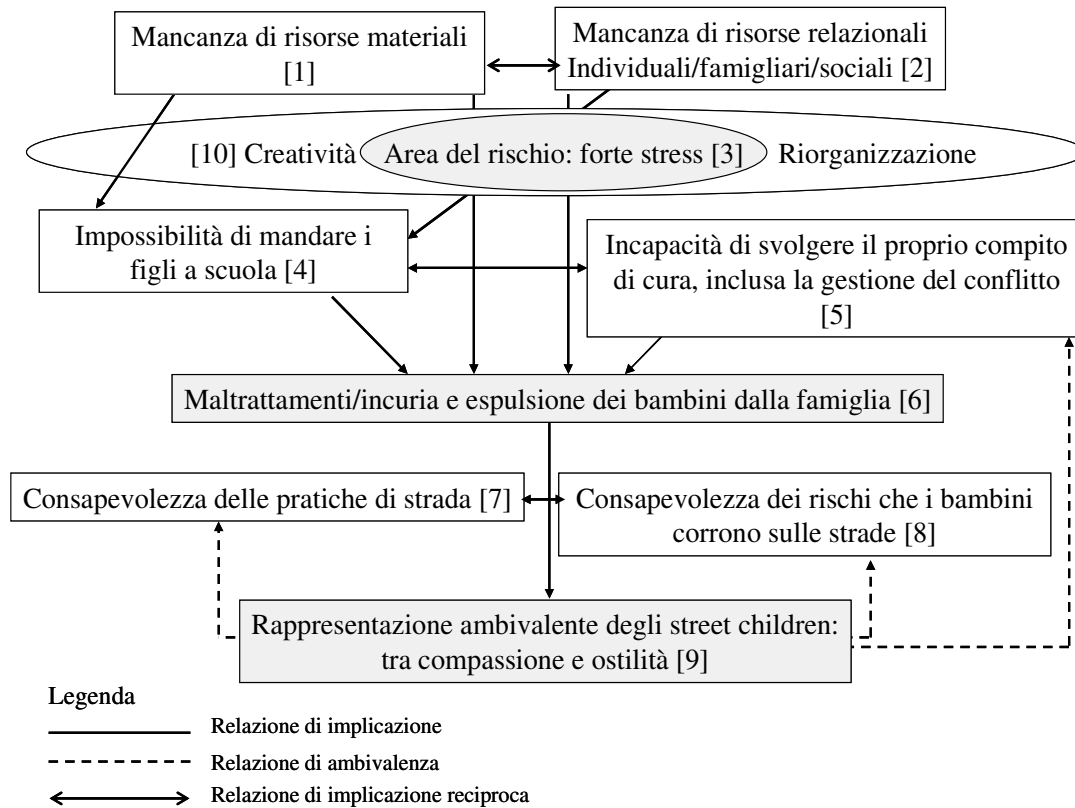 Mancanza di risorse materiali
[1]
Mancanza di risorse relazionali
Individuali/famigliari/sociali [2]
[10] Creatività
Area del rischio: forte stress [3]
Riorganizzazione
Impossibilità di mandare i
figli a scuola [4]
Incapacità di svolgere il proprio compito
di cura, inclusa la gestione del conflitto
[5]
Maltrattamenti/incuria e espulsione dei bambini dalla famiglia [6]
Consapevolezza delle pratiche di strada [7]
Consapevolezza dei rischi che i bambini
corrono sulle strade [8]
Rappresentazione ambivalente degli street children:
tra compassione e ostilità [9]
Legenda
Relazione di implicazione
Relazione di ambivalenza
Relazione di implicazione reciproca